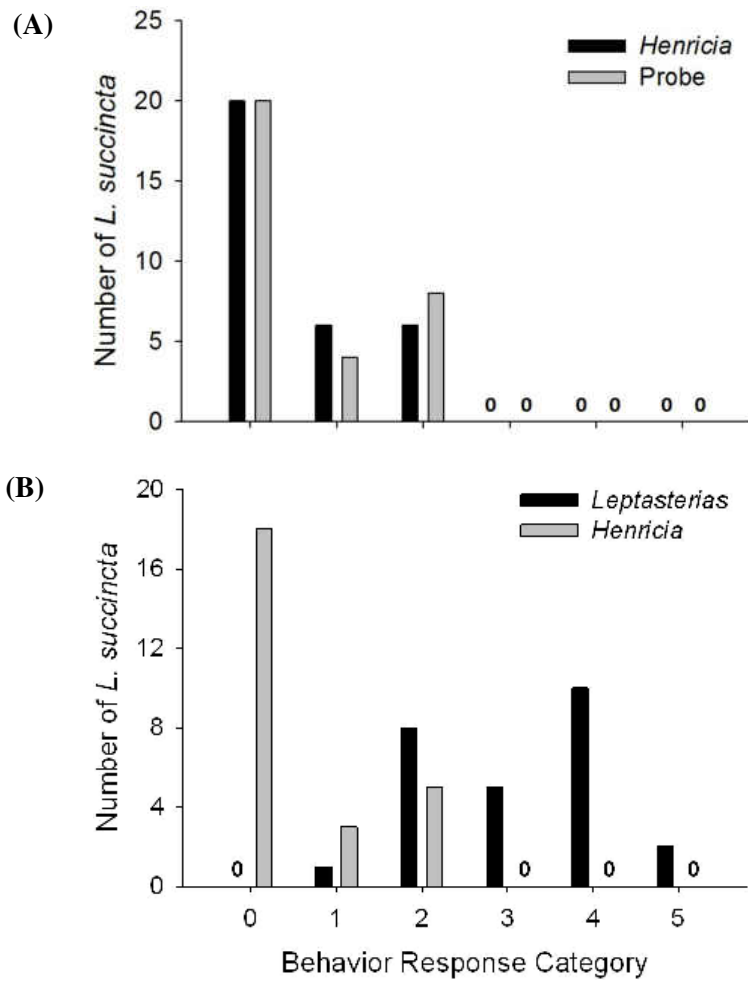 (A)
25
20
15
10
5
0
Number of L. succincta
Henricia
Probe
0 0 0 0 0 0
(B)
20
16
12
8
4
0
Number of L. succincta
Leptasterias
Henricia
0 0 0 0
0 1 2 3 4 5
Behavior Response Category